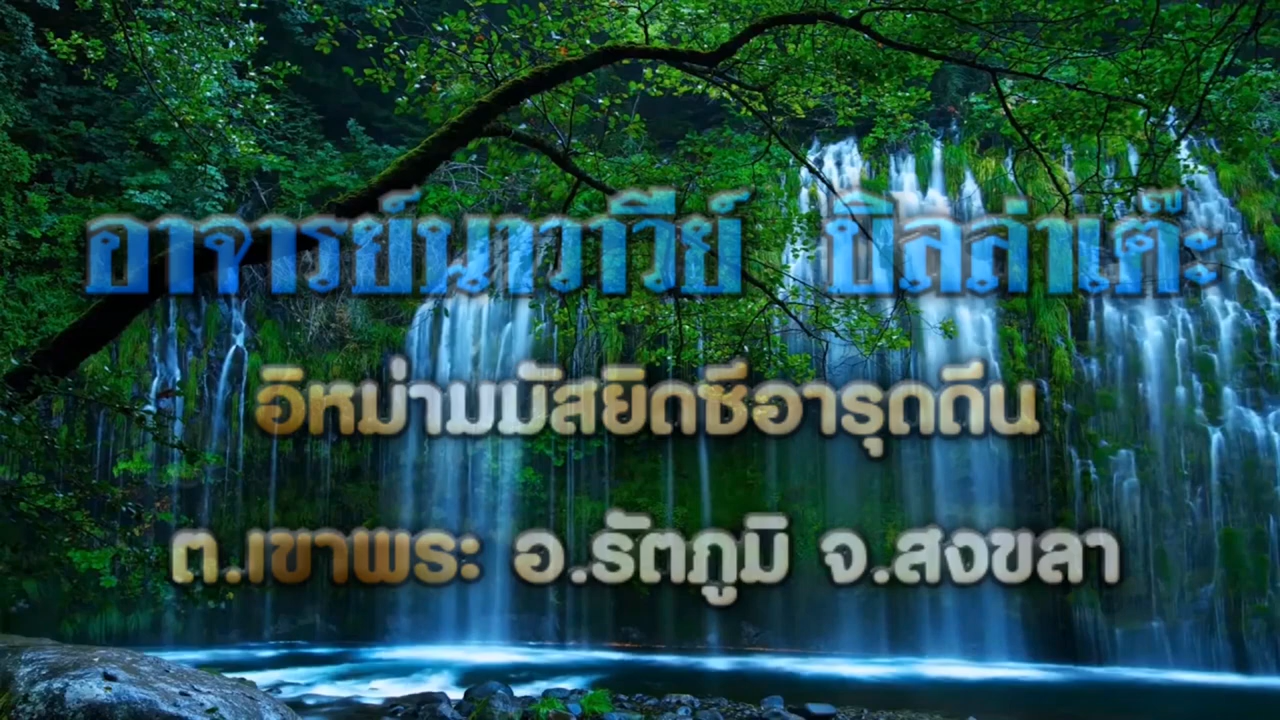 อาจารย์นาวาวีย์ บิลล่าเต๊ะ
อิหม่ามมัสยิดซีอารุดดีน
ต.เขาพระ อ.รัตภูมิ จ.สงขลา